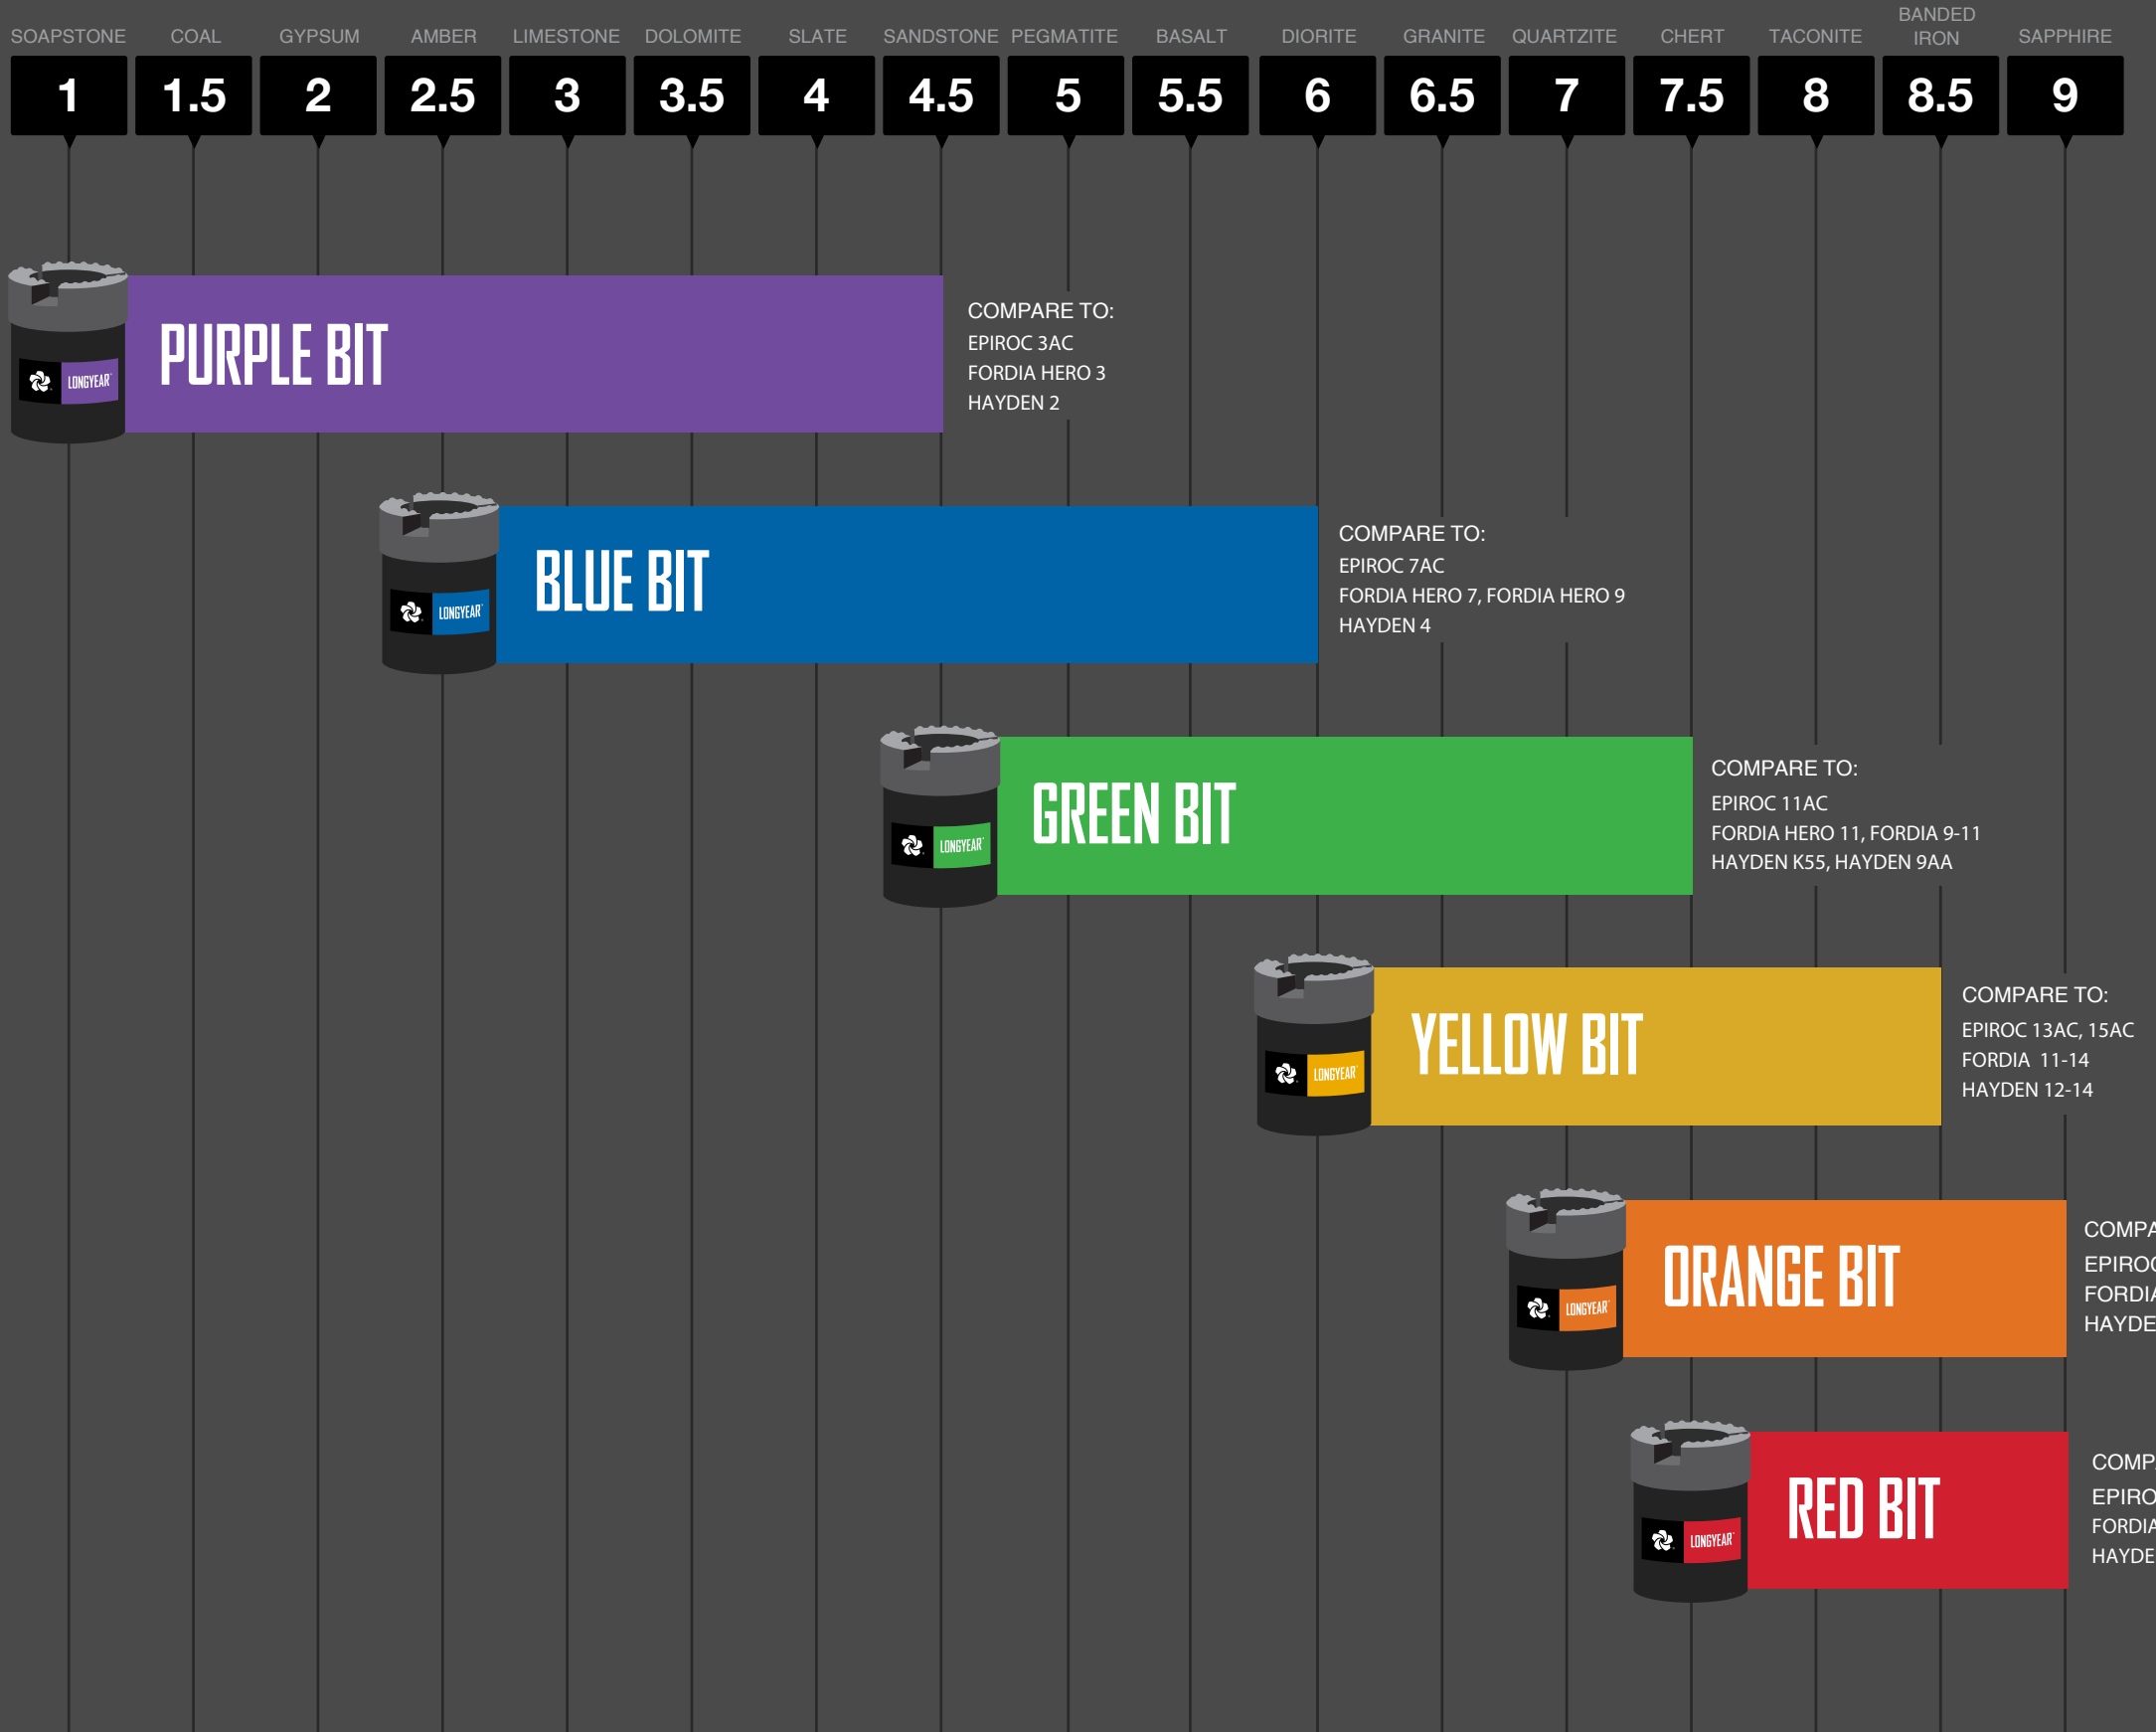 SOAPSTONE COAL GYPSUM AMBER LIMESTONE DOLOMITE SLATE SANDSTONE PEGMATITE BASALT DIORITE GRANITE QUARTZITE CHERT TACONITE BANDED IRON SAPPHIRE
1 1.5 2 2.5 3 3.5 4 4.5 5 5.5 6 6.5 7 7.5 8 8.5 9
PURPLE BIT
LONGYEAR
COMPARE TO:
EPIROC 3AC
FORDIA HERO 3
HAYDEN 2
BLUE BIT
LONGYEAR
COMPARE TO:
EPIROC 7AC
FORDIA HERO 7, FORDIA HERO 9
HAYDEN 4
GREEN BIT
LONGYEAR
COMPARE TO:
EPIROC 11AC
FORDIA HERO 11, FORDIA 9-11
HAYDEN K55, HAYDEN 9AA
YELLOW BIT
LONGYEAR
COMPARE TO:
EPIROC 13AC, 15AC
FORDIA 11-14
HAYDEN 12-14
ORANGE BIT
LONGYEAR
RED BIT
LONGYEAR